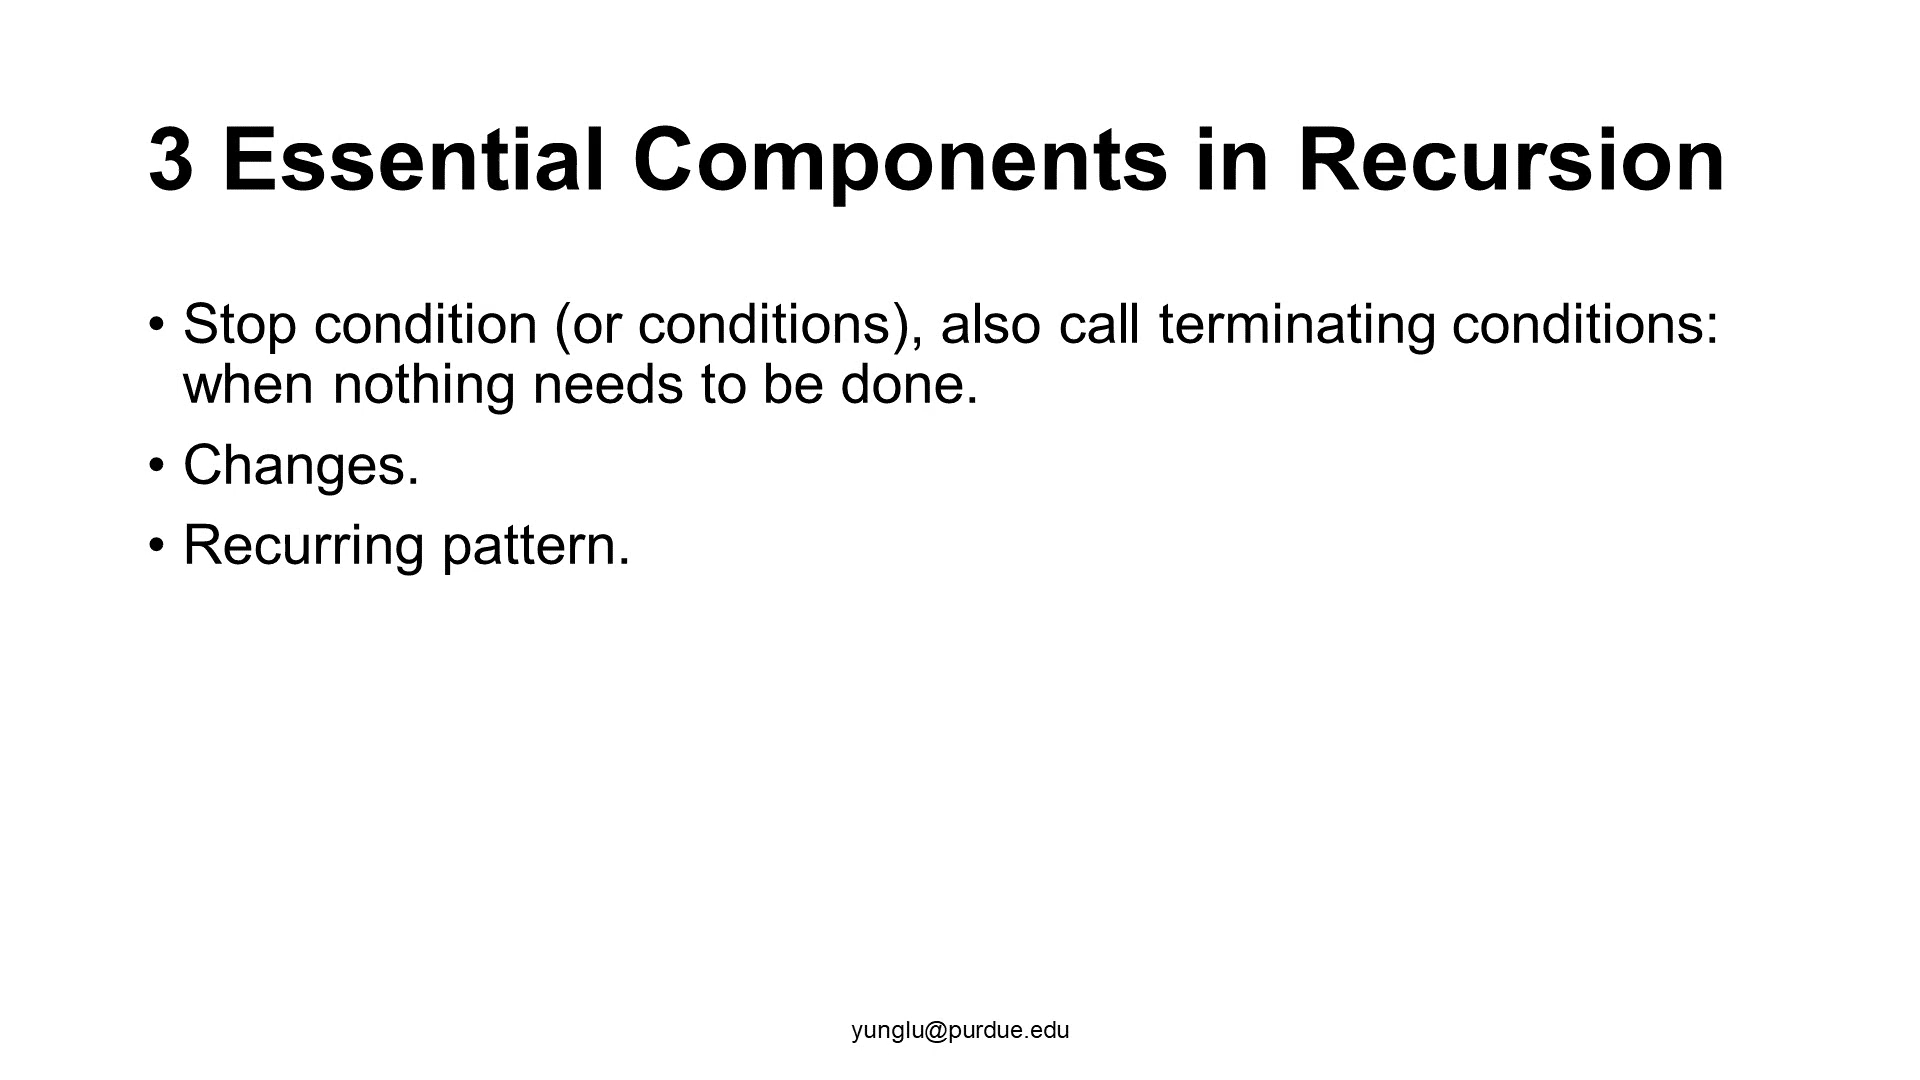 3 Essential Components in Recursion
• Stop condition (or conditions), also call terminating conditions:
when nothing needs to be done.
• Changes.
• Recurring pattern.
yunglu@purdue.edu